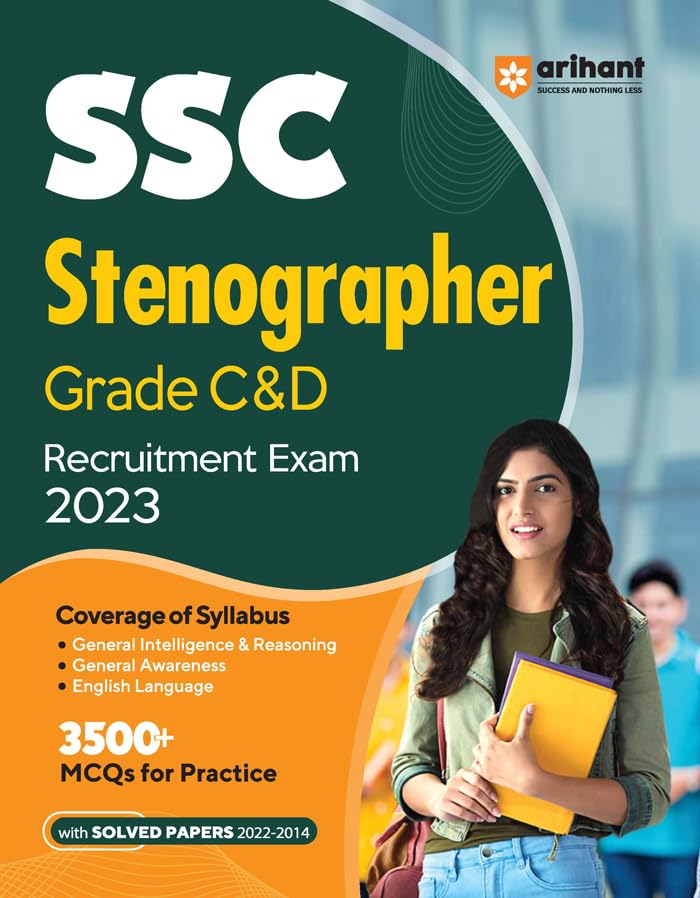 arihant
SUCCESS AND NOTHING LESS
SSC
Stenographer
Grade C&D
Recruitment Exam
2023
Coverage of Syllabus
• General Intelligence & Reasoning
• General Awareness
• English Language
3500+
MCQs for Practice
with SOLVED PAPERS 2022-2014